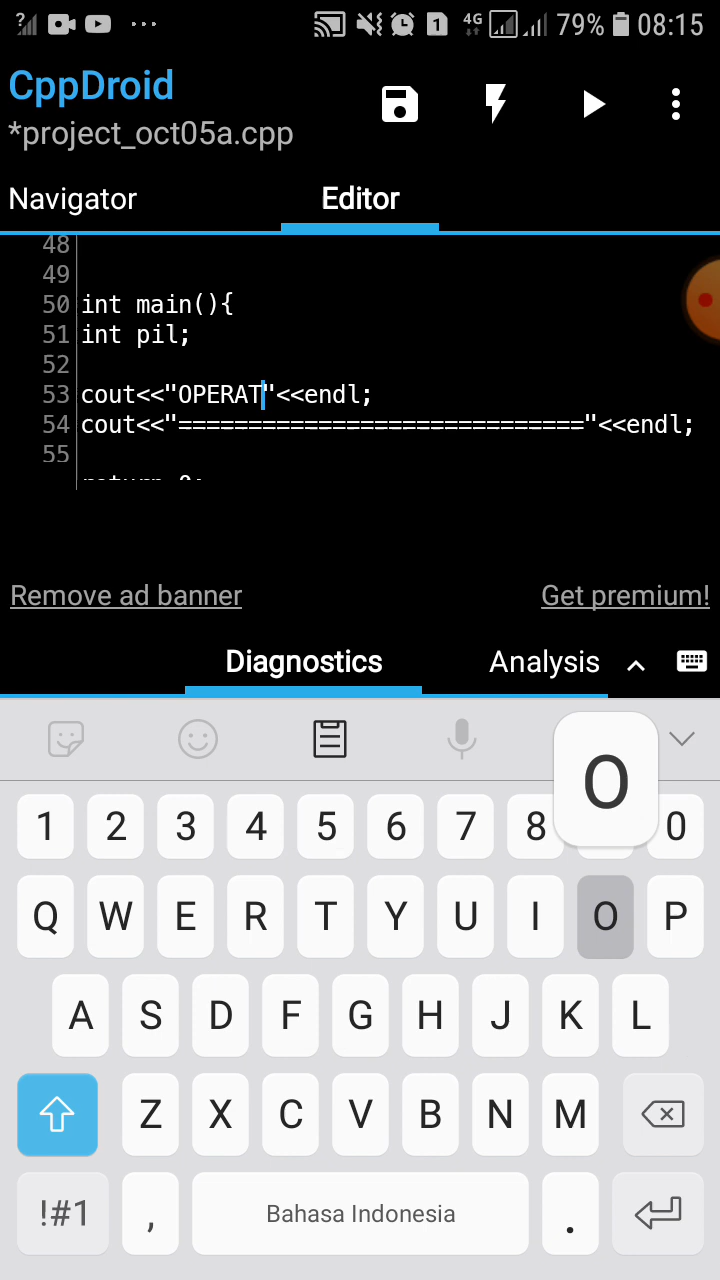 ? 1 4G 79% 08:15
CppDroid
*project_oct05a.cpp
Navigator Editor
48
49
50 int main(){
51 int pil;
52
53 cout<<"OPERAT"<<endl;
54 cout<<"============================="<<endl;
55
Remove ad banner Get premium!
Diagnostics Analysis
O
1 2 3 4 5 6 7 8 0
Q W E R T Y U I O P
A S D F G H J K L
Z X C V B N M
!#1 , Bahasa Indonesia .